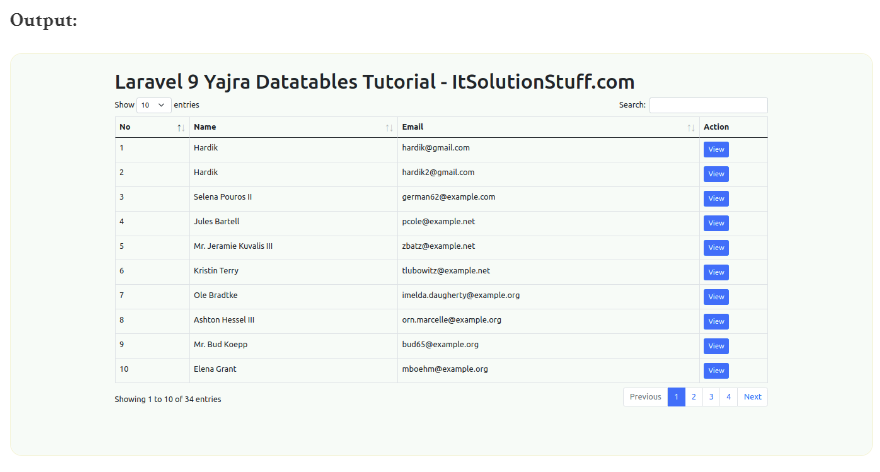 Output:
Laravel 9 Yajra Datatables Tutorial - ItSolutionStuff.com
Show 10 entries Search:
No Name Email Action
1 Hardik hardik@gmail.com View
2 Hardik hardik2@gmail.com View
3 Selena Pouros II german62@example.com View
4 Jules Bartell pcole@example.net View
5 Mr. Jeramie Kuvalis III zbatz@example.net View
6 Kristin Terry tlubowitz@example.net View
7 Ole Bradtke imelda.daugherty@example.org View
8 Ashton Hessel III orn.marcelle@example.org View
9 Mr. Bud Koepp bud65@example.org View
10 Elena Grant mboehm@example.org View
Showing 1 to 10 of 34 entries Previous 1 2 3 4 Next